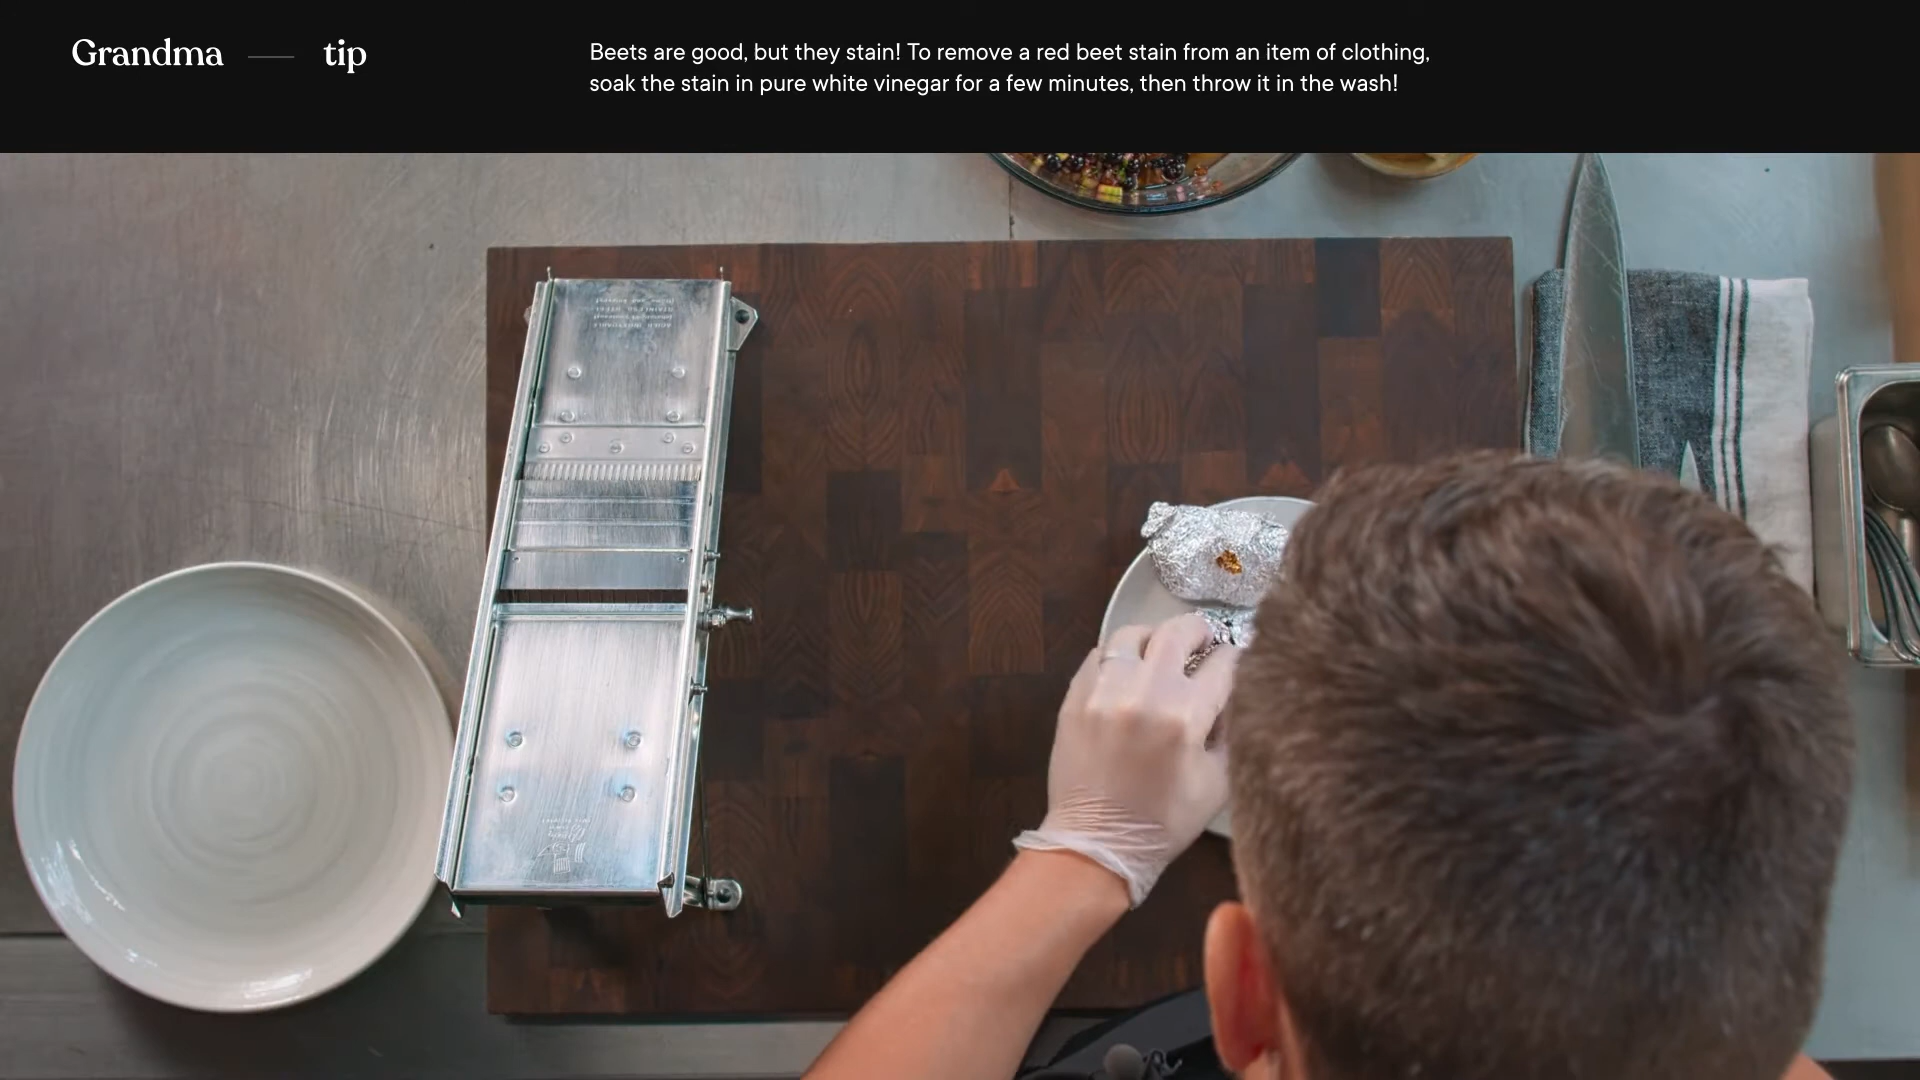 Grandma — tip
Beets are good, but they stain! To remove a red beet stain from an item of clothing,
soak the stain in pure white vinegar for a few minutes, then throw it in the wash!